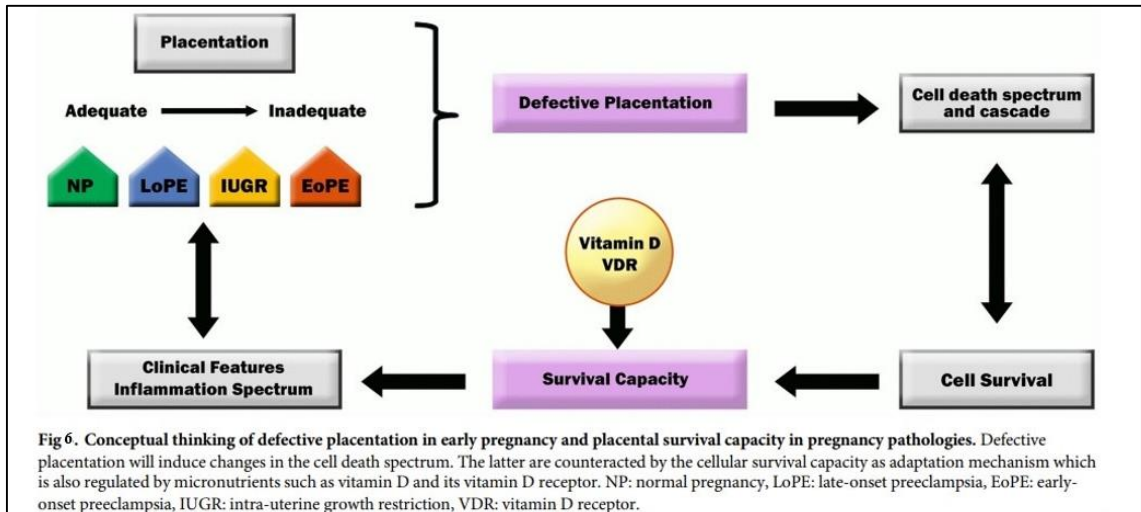 Placentation
Adequate
Inadequate
NP
LoPE
IUGR
EoPE
Defective Placentation
Cell death spectrum
and cascade
Vitamin D
VDR
Clinical Features
Inflammation Spectrum
Survival Capacity
Cell Survival
Fig 6. Conceptual thinking of defective placentation in early pregnancy and placental survival capacity in pregnancy pathologies. Defective
placentation will induce changes in the cell death spectrum. The latter are counteracted by the cellular survival capacity as adaptation mechanism which
is also regulated by micronutrients such as vitamin D and its vitamin D receptor. NP: normal pregnancy, LoPE: late-onset preeclampsia, EoPE: early-
onset preeclampsia, IUGR: intra-uterine growth restriction, VDR: vitamin D receptor.